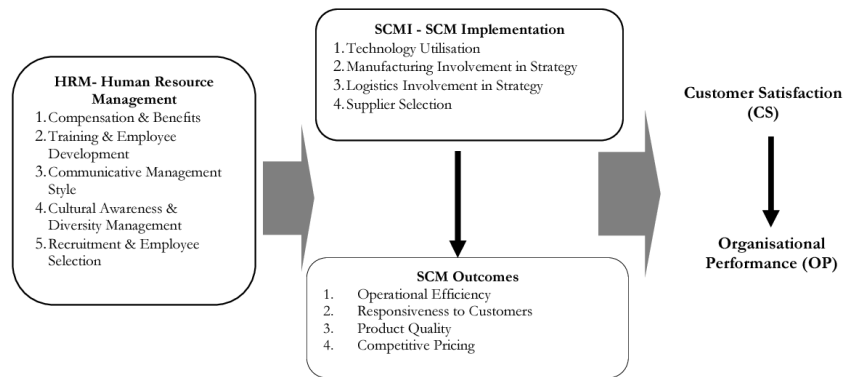 HRM- Human Resource
Management
1. Compensation & Benefits
2. Training & Employee
Development
3. Communicative Management
Style
4. Cultural Awareness &
Diversity Management
5. Recruitment & Employee
Selection
SCMI - SCM Implementation
1. Technology Utilisation
2. Manufacturing Involvement in Strategy
3. Logistics Involvement in Strategy
4. Supplier Selection
SCM Outcomes
1. Operational Efficiency
2. Responsiveness to Customers
3. Product Quality
4. Competitive Pricing
Customer Satisfaction
(CS)
Organisational
Performance (OP)